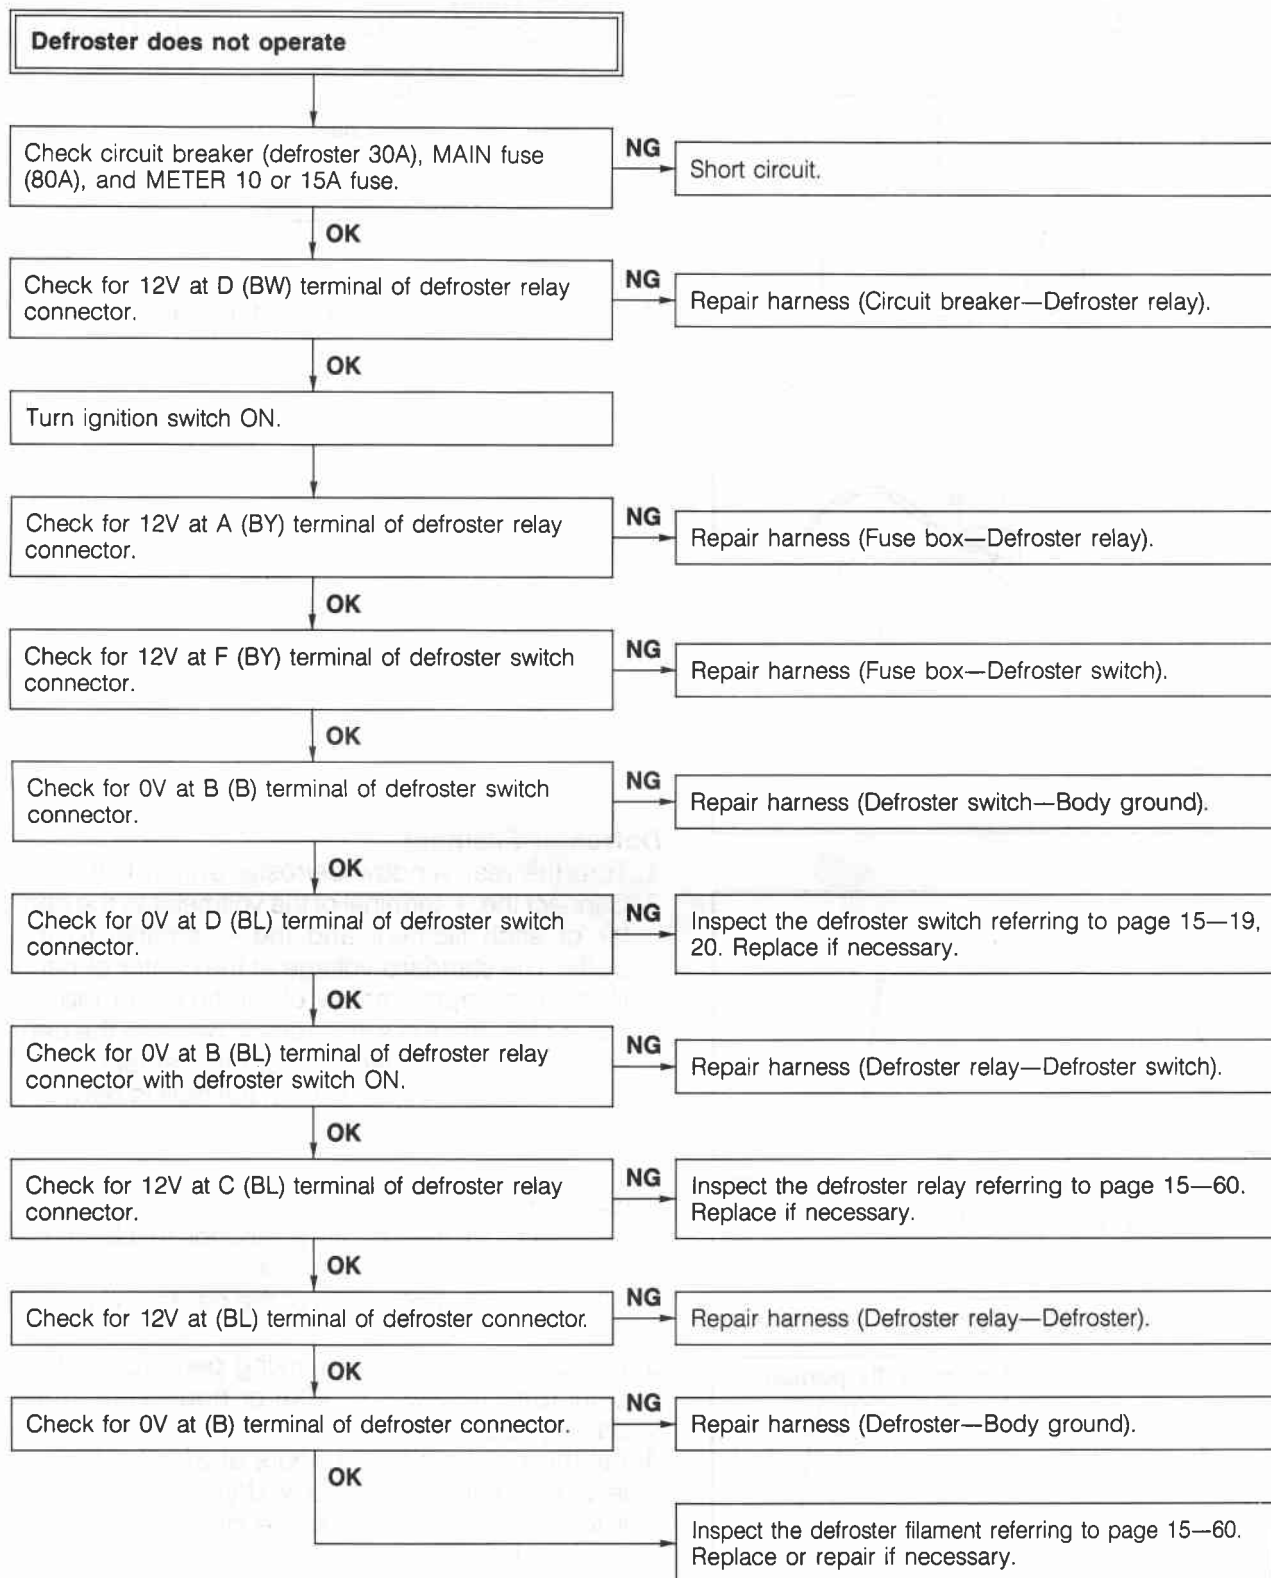 Defroster does not operate
Check circuit breaker (defroster 30A), MAIN fuse
(80A), and METER 10 or 15A fuse.
NG
Short circuit.
OK
Check for 12V at D (BW) terminal of defroster relay
connector.
NG
Repair harness (Circuit breaker—Defroster relay).
OK
Turn ignition switch ON.
Check for 12V at A (BY) terminal of defroster relay
connector.
NG
Repair harness (Fuse box—Defroster relay).
OK
Check for 12V at F (BY) terminal of defroster switch
connector.
NG
Repair harness (Fuse box—Defroster switch).
OK
Check for 0V at B (B) terminal of defroster switch
connector.
NG
Repair harness (Defroster switch—Body ground).
OK
Check for 0V at D (BL) terminal of defroster switch
connector.
NG
Inspect the defroster switch referring to page 15—19,
20. Replace if necessary.
OK
Check for 0V at B (BL) terminal of defroster relay
connector with defroster switch ON.
NG
Repair harness (Defroster relay—Defroster switch).
OK
Check for 12V at C (BL) terminal of defroster relay
connector.
NG
Inspect the defroster relay referring to page 15—60.
Replace if necessary.
OK
Check for 12V at (BL) terminal of defroster connector.
NG
Repair harness (Defroster relay—Defroster).
OK
Check for 0V at (B) terminal of defroster connector.
NG
Repair harness (Defroster—Body ground).
OK
Inspect the defroster filament referring to page 15—60.
Replace or repair if necessary.